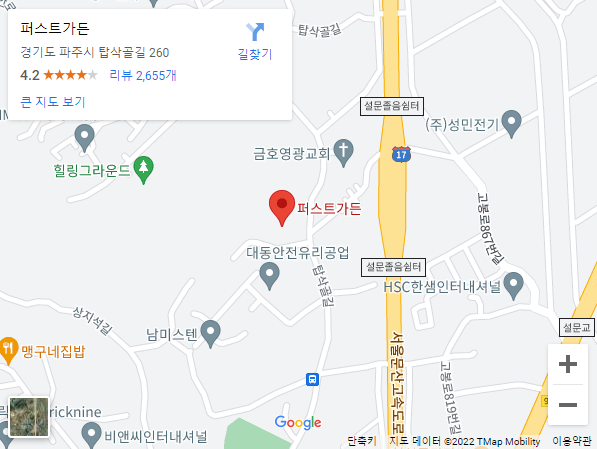 퍼스트가든
경기도 파주시 탑삭골길 260
4.2
리뷰 2,655개
길찾기
큰 지도 보기
탑삭골길
설문졸음쉼터
(주)성민전기
금호영광교회
17
힐링그라운드
퍼스트가든
고봉로867번길
대동안전유리공업
설문졸음쉼터
탑삭골길
HSC한샘인터내셔널
상지석길
남미스텐
설문교
맹구네집밥
서울문산고속도로
고봉로819번길
ricknine
비앤씨인터내셔널
Google
단축키
지도 데이터 ©2022 TMap Mobility
이용약관